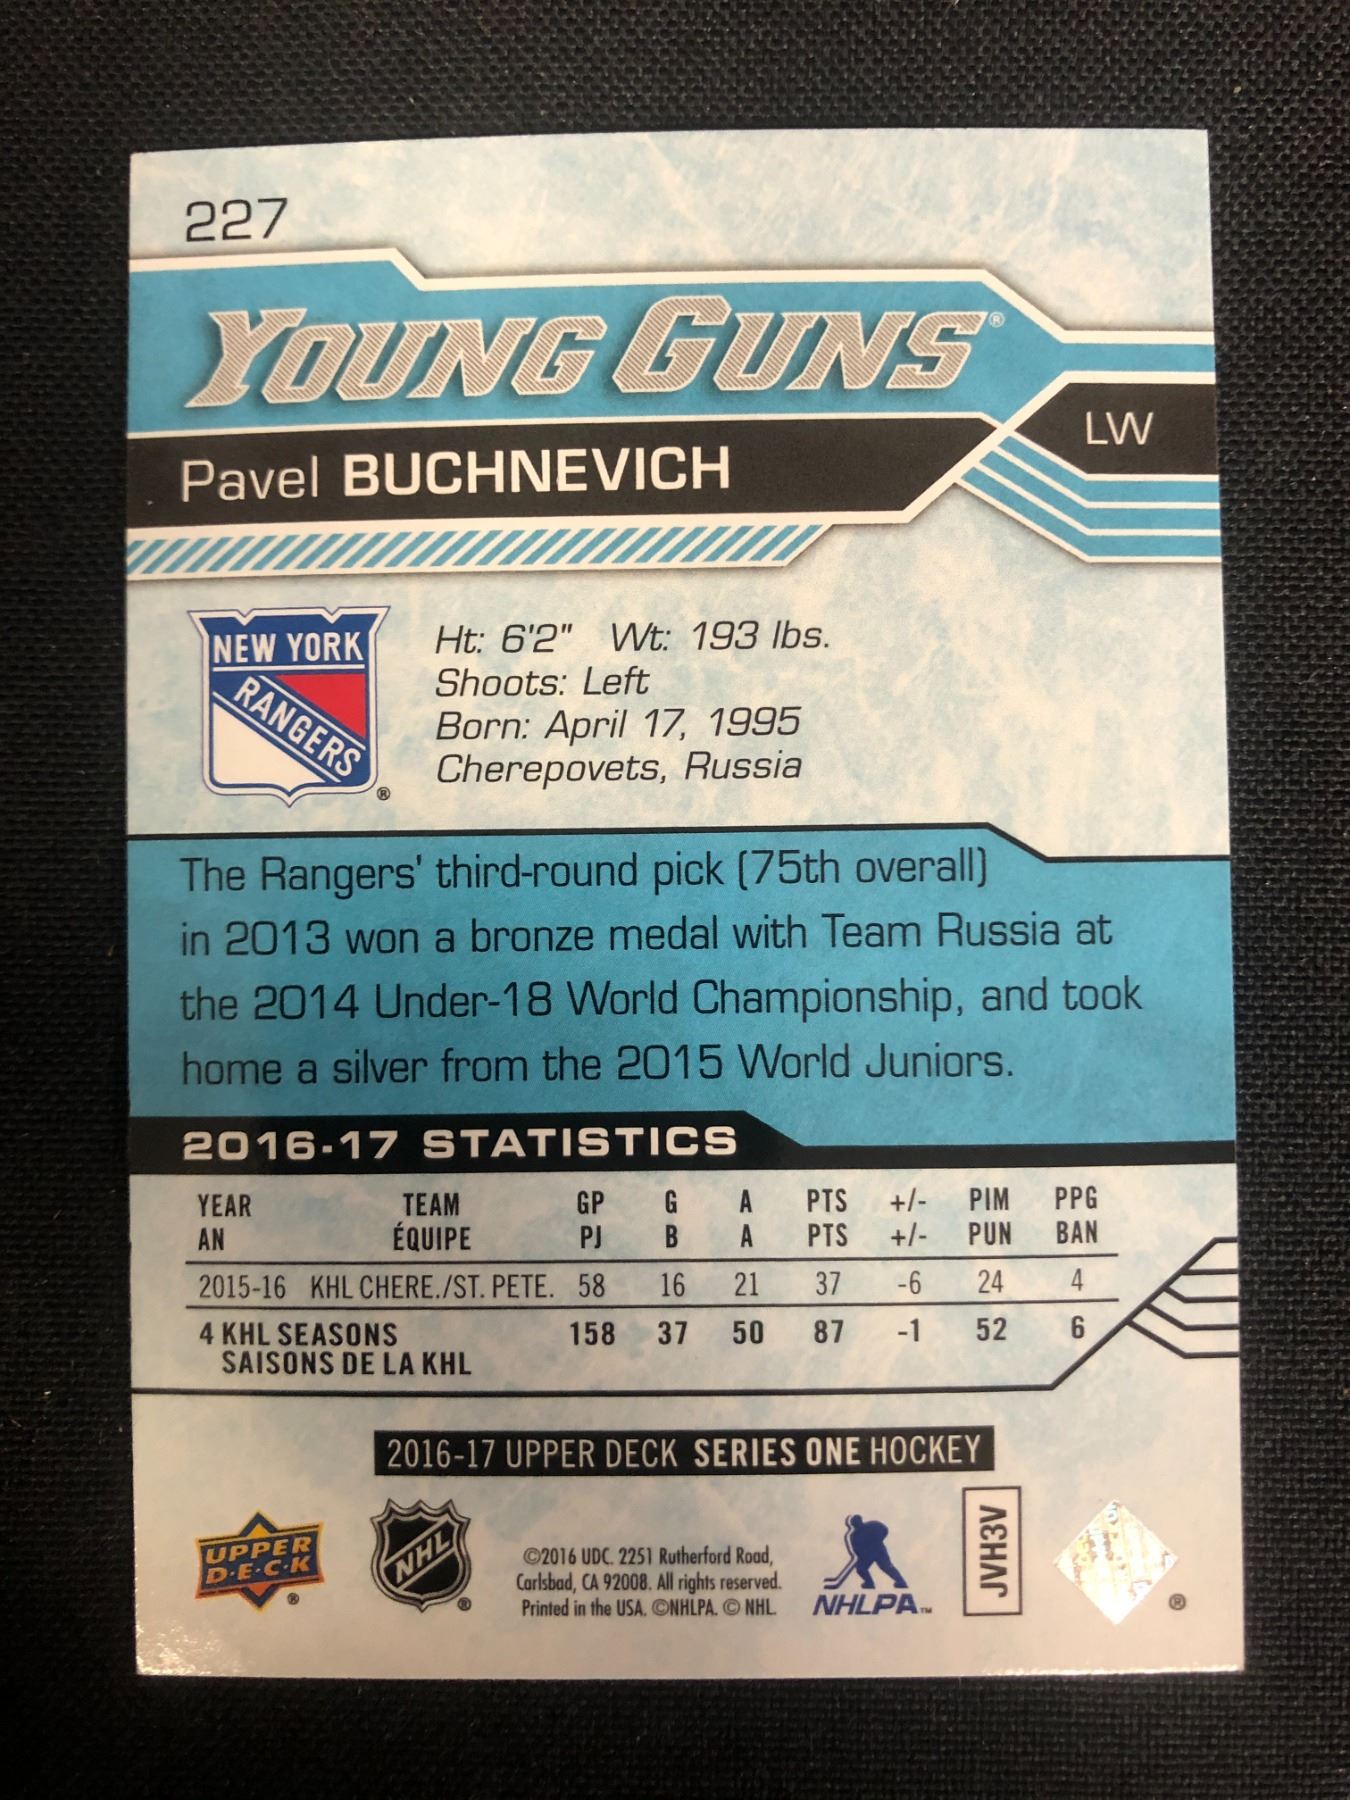 227
YOUNG GUNS®
Pavel BUCHNEVICH
LW
NEW YORK
RANGERS
®
Ht: 6'2" Wt: 193 lbs.
Shoots: Left
Born: April 17, 1995
Cherepovets, Russia
The Rangers' third-round pick (75th overall)
in 2013 won a bronze medal with Team Russia at
the 2014 Under-18 World Championship, and took
home a silver from the 2015 World Juniors.
2016-17 STATISTICS
YEAR TEAM GP G A PTS +/- PIM PPG
AN ÉQUIPE PJ B A PTS +/- PUN BAN
2015-16 KHL CHERE./ST. PETE. 58 16 21 37 -6 24 4
4 KHL SEASONS 158 37 50 87 -1 52 6
SAISONS DE LA KHL
2016-17 UPPER DECK SERIES ONE HOCKEY
UPPER
D·E·C·K
®
NHL
®
©2016 UDC. 2251 Rutherford Road,
Carlsbad, CA 92008. All rights reserved.
Printed in the USA. ©NHLPA. © NHL.
NHLPA™
JVH3V
®